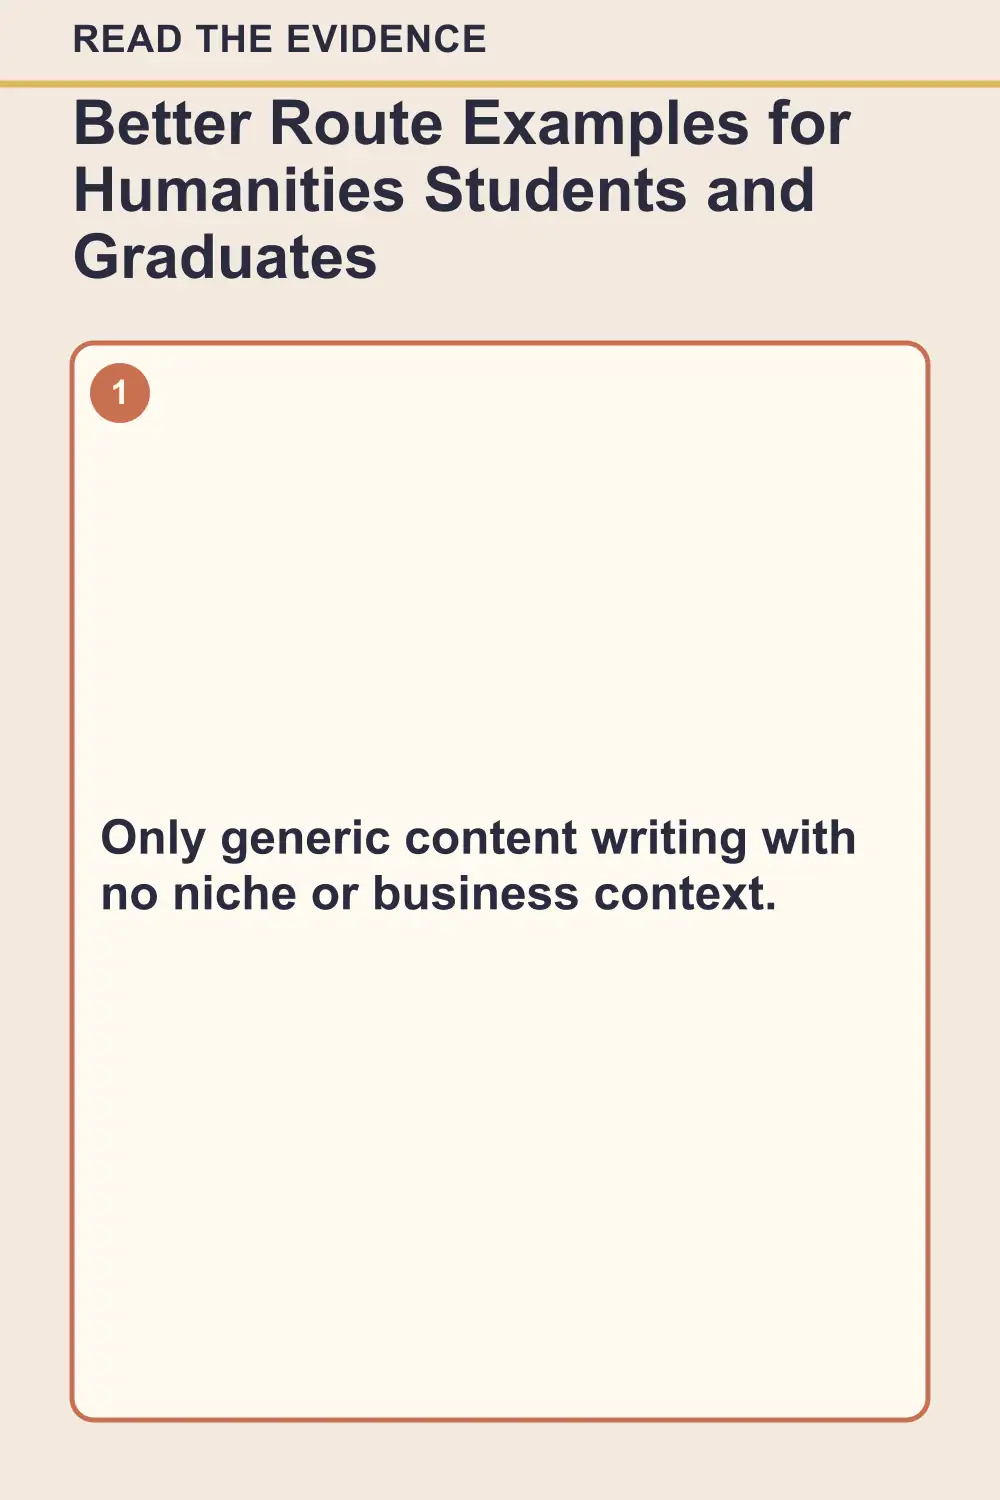 READ THE EVIDENCE
Better Route Examples for
Humanities Students and
Graduates
1
Only generic content writing with
no niche or business context.